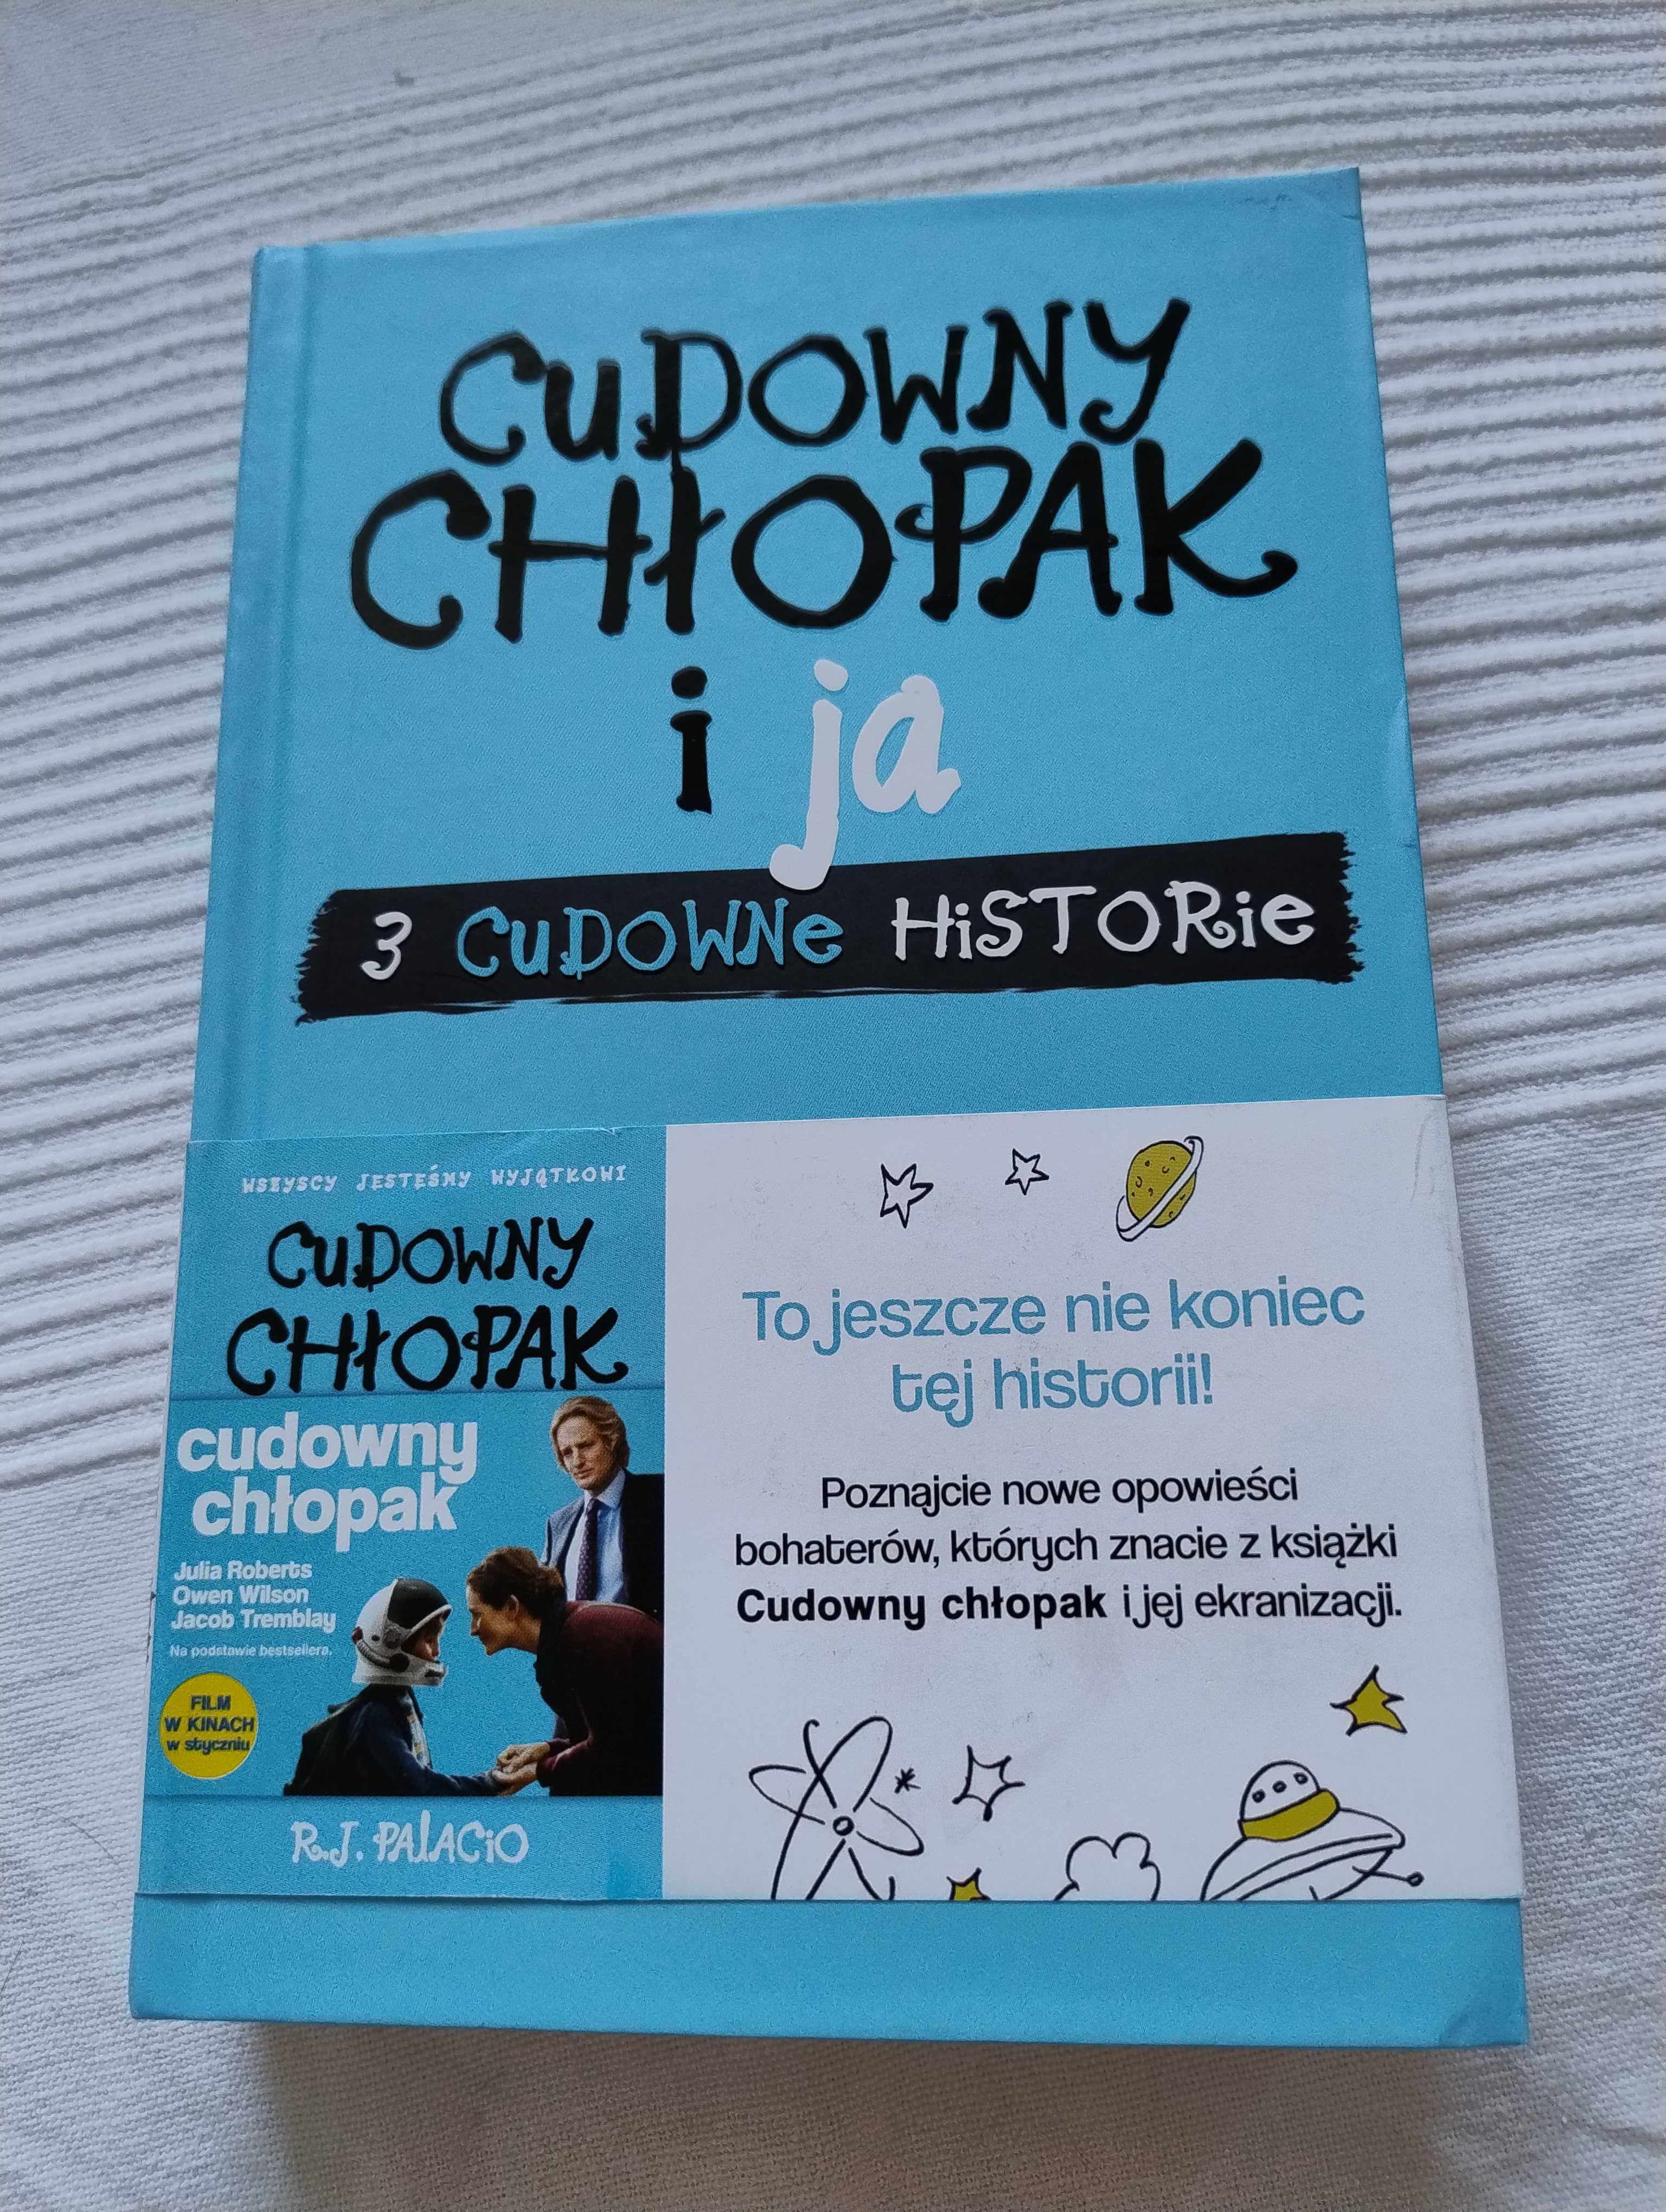 CUDOWNY
CHŁOPAK
i ja
3 CUDOWNE HiSTORie
WSZYSCY JESTEŚMY WYJĄTKOWI
CUDOWNY
CHŁOPAK
cudowny
chłopak
Julia Roberts
Owen Wilson
Jacob Tremblay
Na podstawie bestsellera.
FILM
W KINACH
w styczniu
R.J. PALACIO
To jeszcze nie koniec
tej historii!
Poznajcie nowe opowieści
bohaterów, których znacie z książki
Cudowny chłopak i jej ekranizacji.